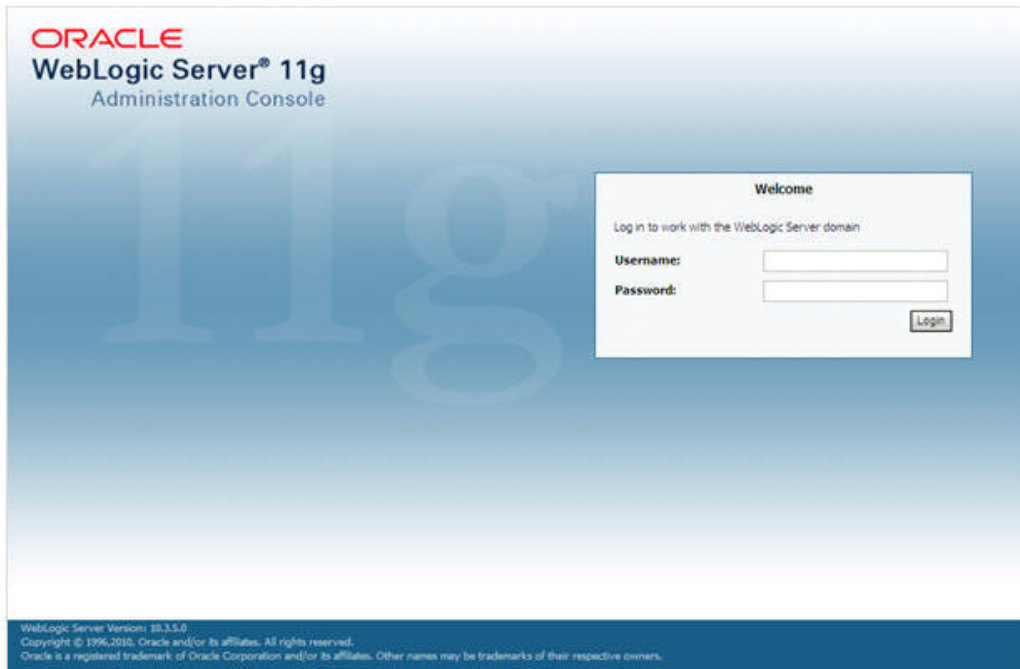 ORACLE
WebLogic Server® 11g
Administration Console
11g
Welcome
Log in to work with the WebLogic Server domain
Username:
Password:
Login
WebLogic Server Version: 10.3.5.0
Copyright © 1996,2010, Oracle and/or its affiliates. All rights reserved.
Oracle is a registered trademark of Oracle Corporation and/or its affiliates. Other names may be trademarks of their respective owners.